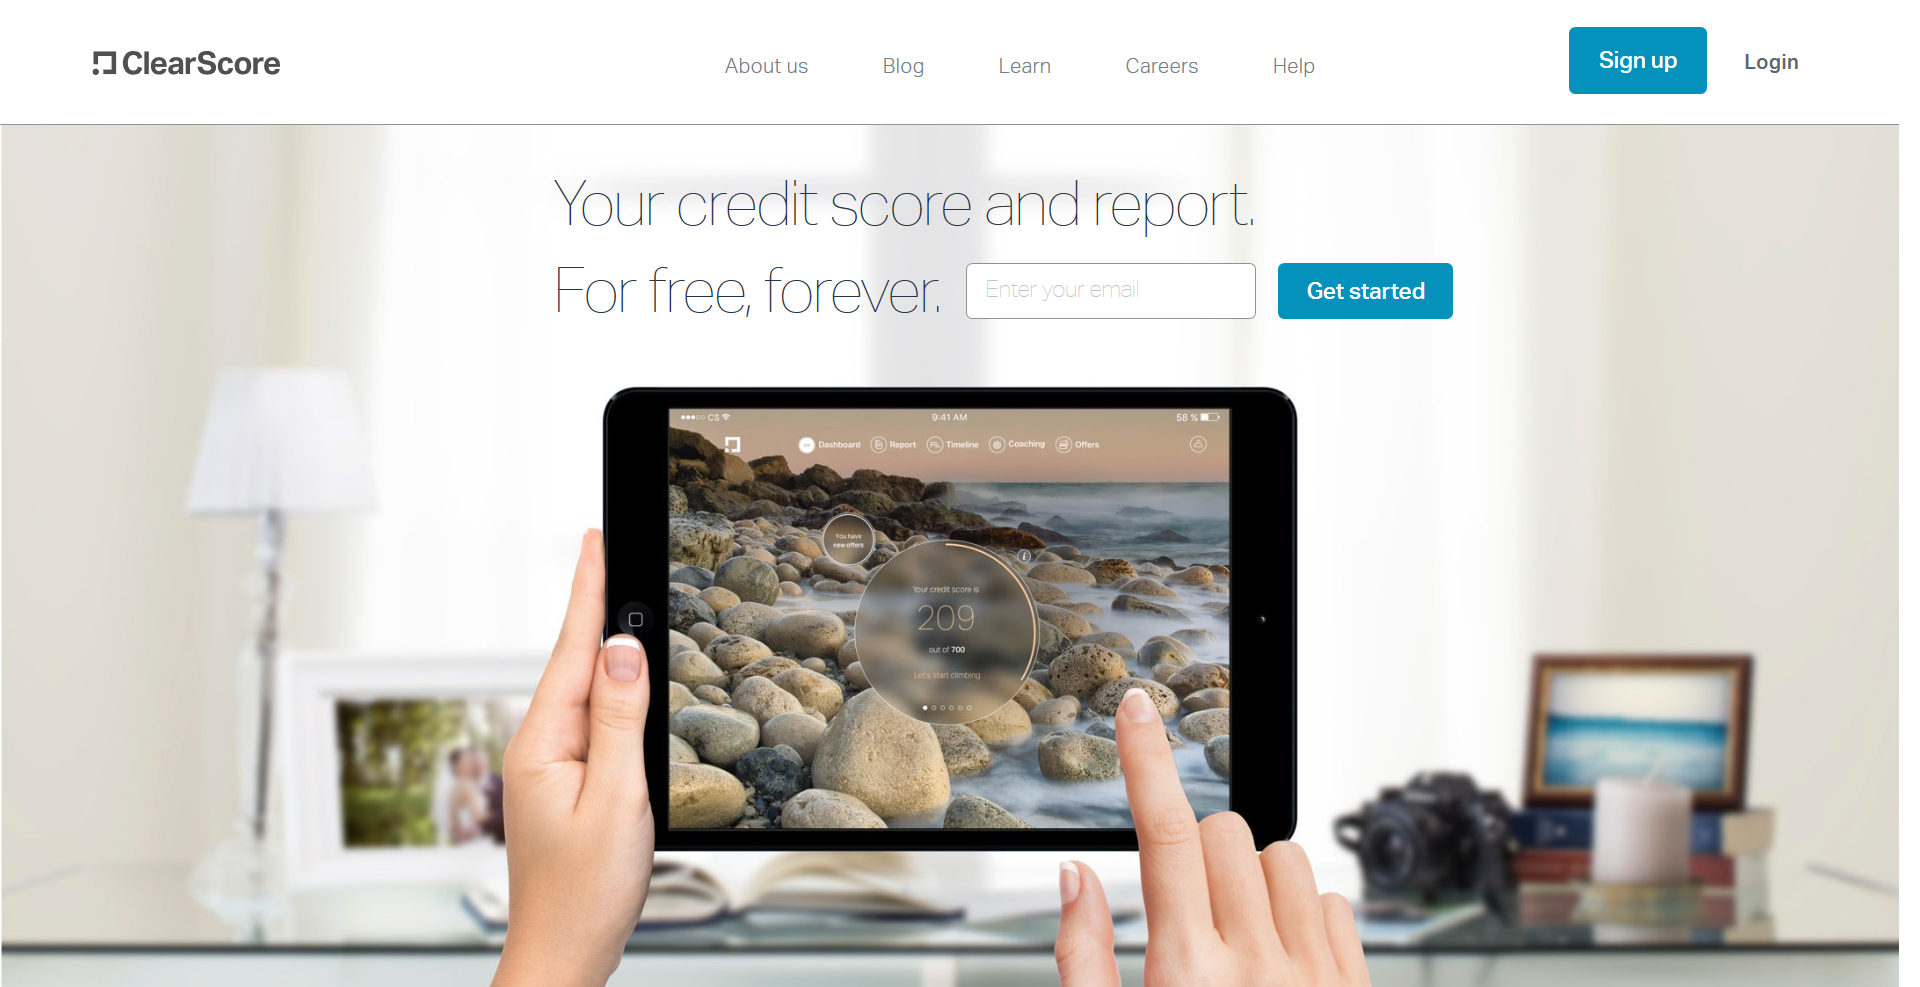 ClearScore
About us
Blog
Learn
Careers
Help
Sign up
Login
Your credit score and report.
For free, forever.
Enter your email
Get started
CS
9:41 AM
58 %
Dashboard
Report
Timeline
Coaching
Offers
You have
new offers
i
Your credit score is
209
out of 700
Let's start climbing